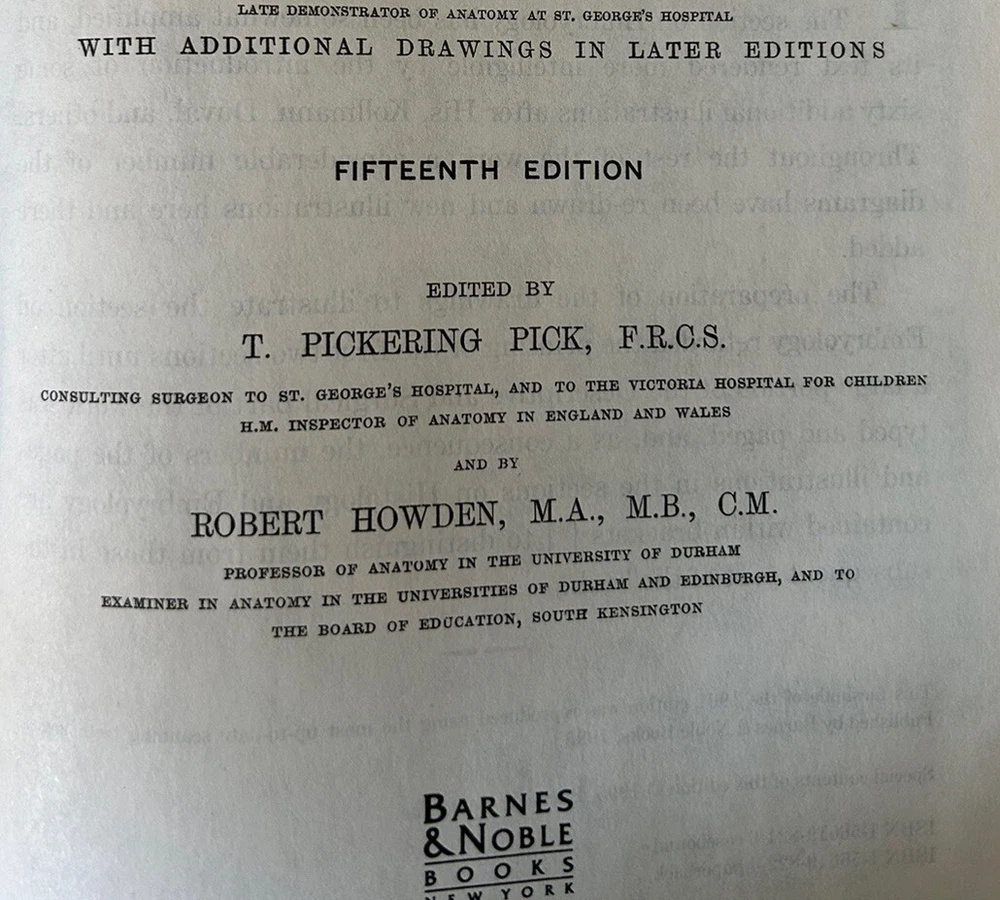 LATE DEMONSTRATOR OF ANATOMY AT ST. GEORGE'S HOSPITAL
WITH ADDITIONAL DRAWINGS IN LATER EDITIONS
FIFTEENTH EDITION
EDITED BY
T. PICKERING PICK, F.R.C.S.
CONSULTING SURGEON TO ST. GEORGE'S HOSPITAL, AND TO THE VICTORIA HOSPITAL FOR CHILDREN
H.M. INSPECTOR OF ANATOMY IN ENGLAND AND WALES
AND BY
ROBERT HOWDEN, M.A., M.B., C.M.
PROFESSOR OF ANATOMY IN THE UNIVERSITY OF DURHAM
EXAMINER IN ANATOMY IN THE UNIVERSITIES OF DURHAM AND EDINBURGH, AND TO
THE BOARD OF EDUCATION, SOUTH KENSINGTON
BARNES
&NOBLE
BOOKS
NEW YORK